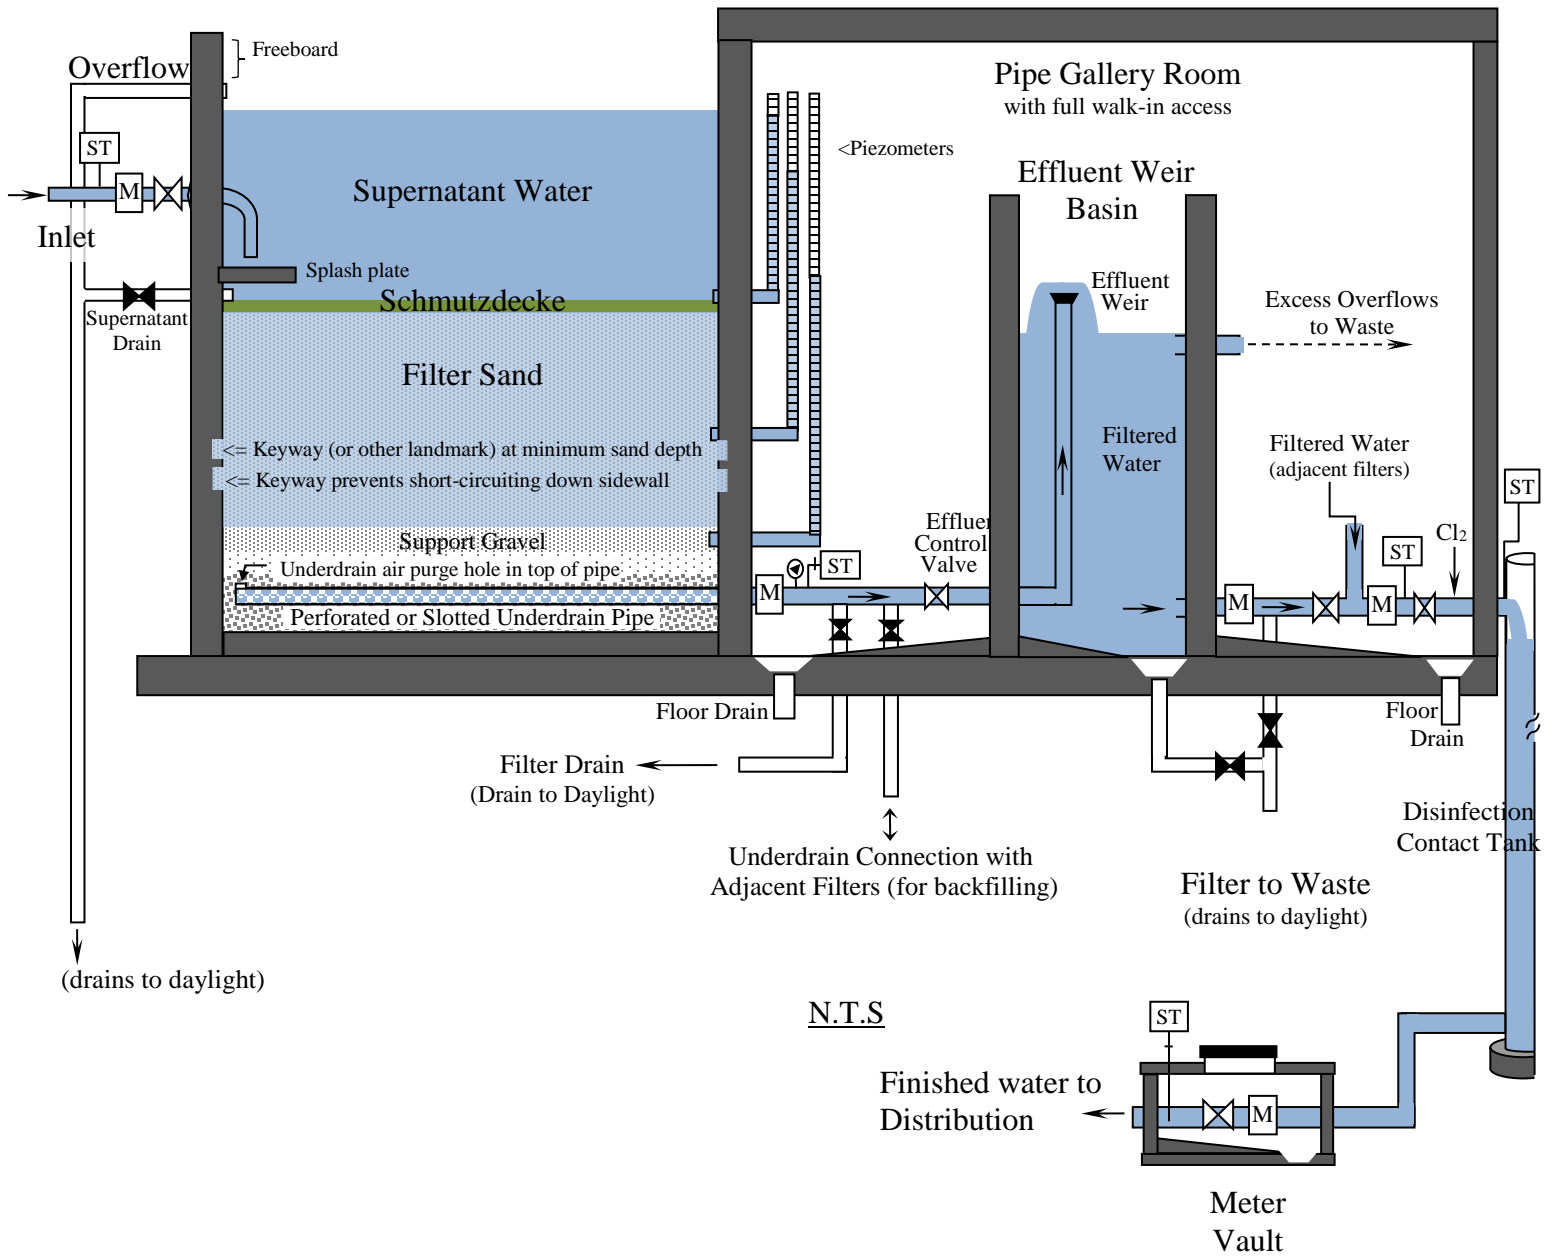 Freeboard
Overflow
Pipe Gallery Room
with full walk-in access
ST
<Piezometers
M
Supernatant Water
Effluent Weir
Basin
Inlet
Splash plate
Effluent
Weir
Schmutzdecke
Excess Overflows
to Waste
Supernatant
Drain
Filter Sand
<= Keyway (or other landmark) at minimum sand depth
<= Keyway prevents short-circuiting down sidewall
Filtered
Water
Filtered Water
(adjacent filters)
ST
Effluen
Control
Valve
Cl2
ST
Support Gravel
Underdrain air purge hole in top of pipe
ST
M
M
M
Perforated or Slotted Underdrain Pipe
Floor Drain
Floor
Drain
Filter Drain
(Drain to Daylight)
Disinfection
Contact Tank
Underdrain Connection with
Adjacent Filters (for backfilling)
Filter to Waste
(drains to daylight)
(drains to daylight)
N.T.S
ST
Finished water to
Distribution
M
Meter
Vault